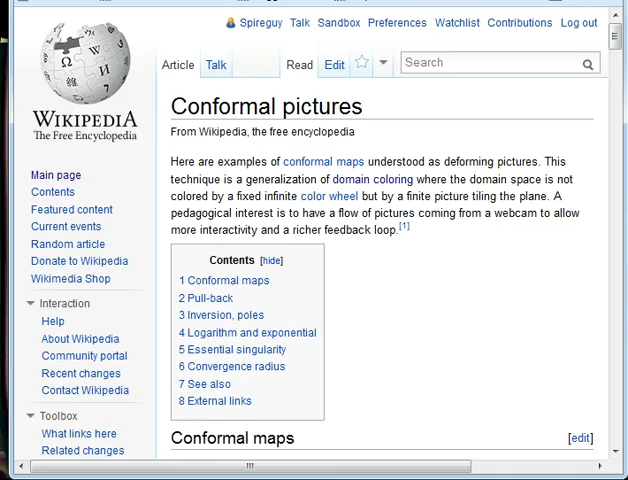 Spireguy Talk Sandbox Preferences Watchlist Contributions Log out
Article Talk Read Edit Search
WIKIPEDIA
The Free Encyclopedia
Main page
Contents
Featured content
Current events
Random article
Donate to Wikipedia
Wikimedia Shop
Interaction
Help
About Wikipedia
Community portal
Recent changes
Contact Wikipedia
Toolbox
What links here
Related changes
Conformal pictures
From Wikipedia, the free encyclopedia
Here are examples of conformal maps understood as deforming pictures. This
technique is a generalization of domain coloring where the domain space is not
colored by a fixed infinite color wheel but by a finite picture tiling the plane. A
pedagogical interest is to have a flow of pictures coming from a webcam to allow
more interactivity and a richer feedback loop.[1]
Contents [hide]
1 Conformal maps
2 Pull-back
3 Inversion, poles
4 Logarithm and exponential
5 Essential singularity
6 Convergence radius
7 See also
8 External links
Conformal maps [edit]